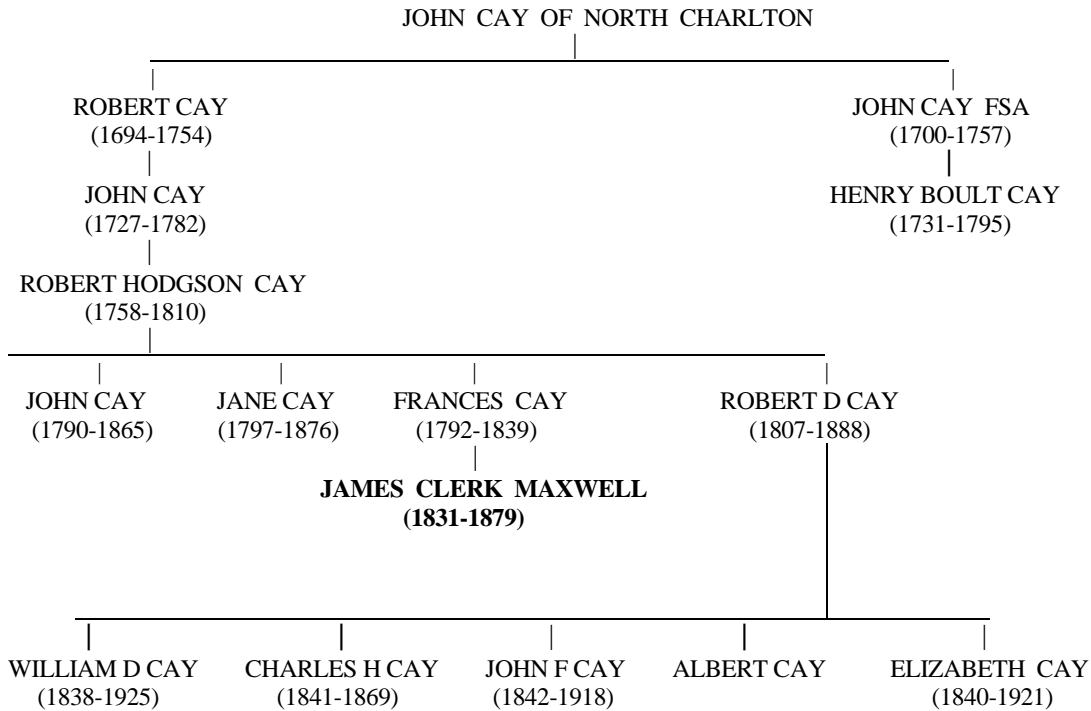 JOHN CAY OF NORTH CHARLTON
ROBERT CAY JOHN CAY FSA
(1694-1754) (1700-1757)
JOHN CAY HENRY BOULT CAY
(1727-1782) (1731-1795)
ROBERT HODGSON CAY
(1758-1810)
JOHN CAY JANE CAY FRANCES CAY ROBERT D CAY
(1790-1865) (1797-1876) (1792-1839) (1807-1888)
JAMES CLERK MAXWELL
(1831-1879)
WILLIAM D CAY CHARLES H CAY JOHN F CAY ALBERT CAY ELIZABETH CAY
(1838-1925) (1841-1869) (1842-1918) (1840-1921)